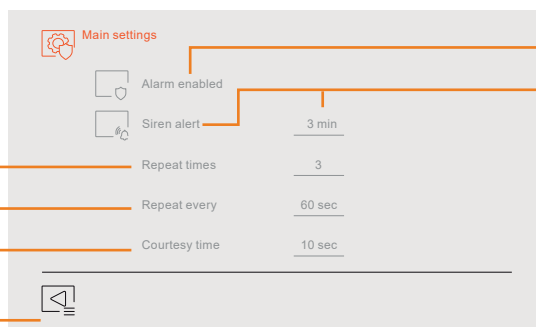 Main settings
Alarm enabled
Siren alert 3 min
Repeat times 3
Repeat every 60 sec
Courtesy time 10 sec